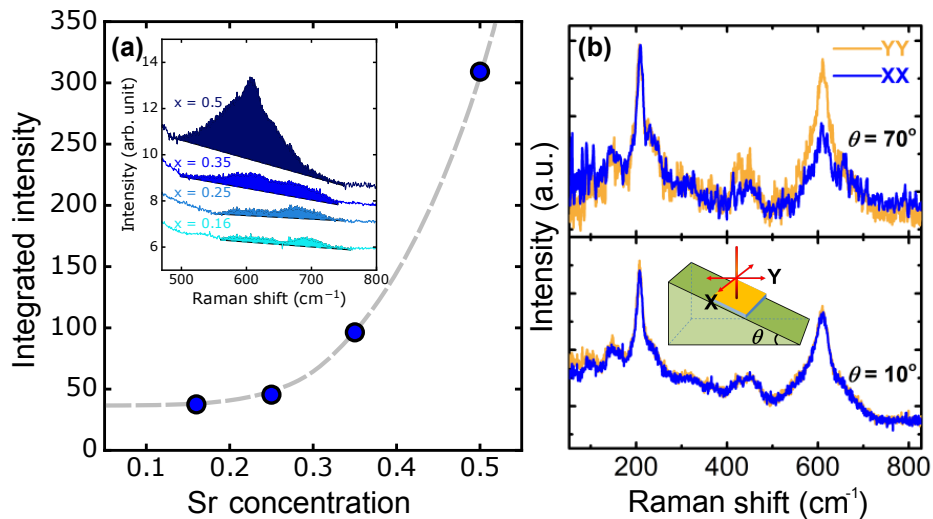 (a)
Integrated intensity
350
300
250
200
150
100
50
0
0.1 0.2 0.3 0.4 0.5
Sr concentration
Intensity (arb. unit)
14
12
10
8
6
x = 0.5
x = 0.35
x = 0.25
x = 0.16
500 600 700 800
Raman shift (cm⁻¹)
(b)
YY
XX
θ = 70°
Intensity (a.u.)
Y
X
θ
θ = 10°
200 400 600 800
Raman shift (cm⁻¹)